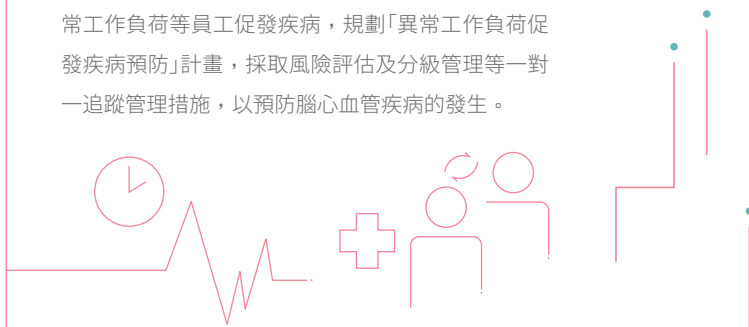 常工作負荷等員工促發疾病，規劃「異常工作負荷促
發疾病預防」計畫，採取風險評估及分級管理等一對
一追蹤管理措施，以預防腦心血管疾病的發生。